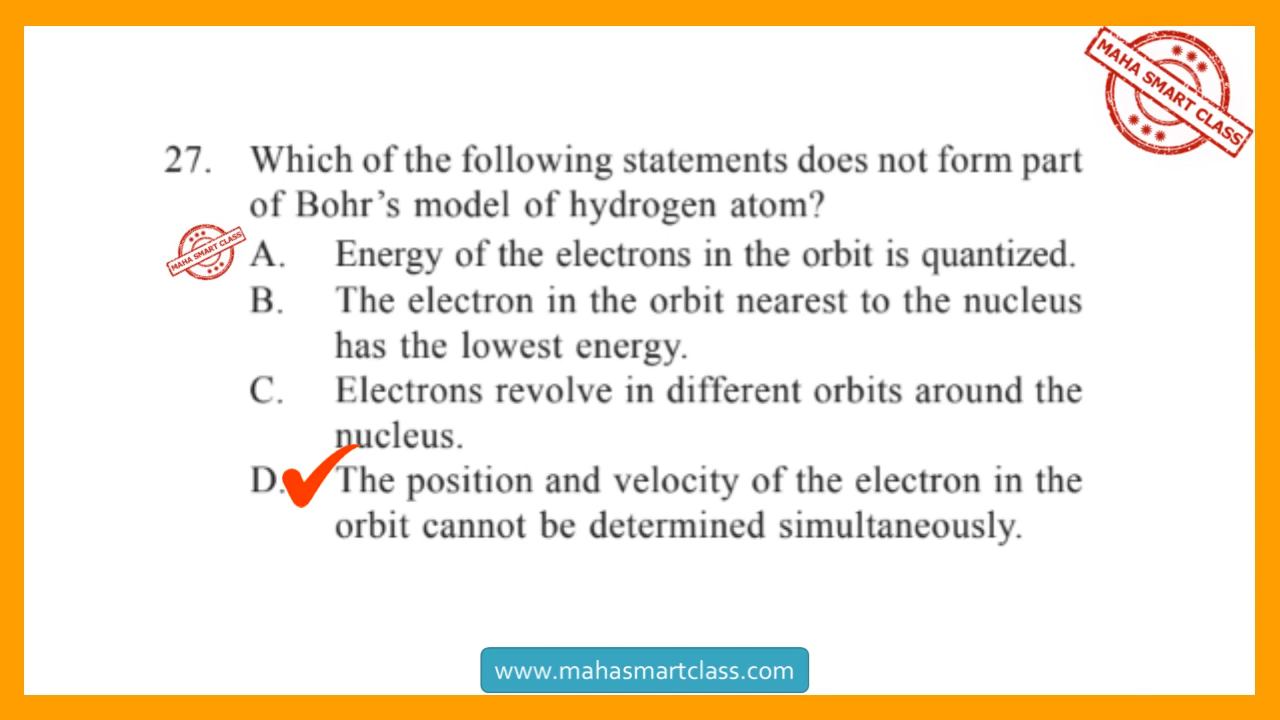 MAHA SMART CLASS
27. Which of the following statements does not form part
of Bohr's model of hydrogen atom?
MAHA SMART CLASS
A. Energy of the electrons in the orbit is quantized.
B. The electron in the orbit nearest to the nucleus
has the lowest energy.
C. Electrons revolve in different orbits around the
nucleus.
D. The position and velocity of the electron in the
orbit cannot be determined simultaneously.
www.mahasmartclass.com